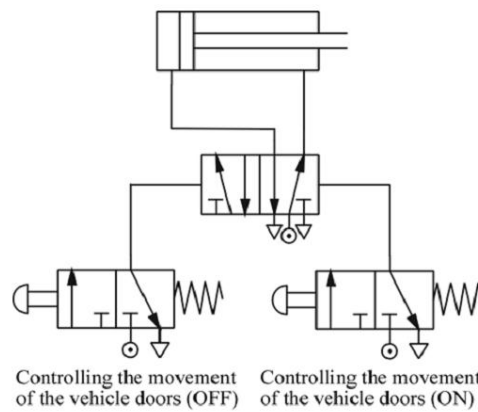 Controlling the movement
of the vehicle doors (OFF)
Controlling the movement
of the vehicle doors (ON)